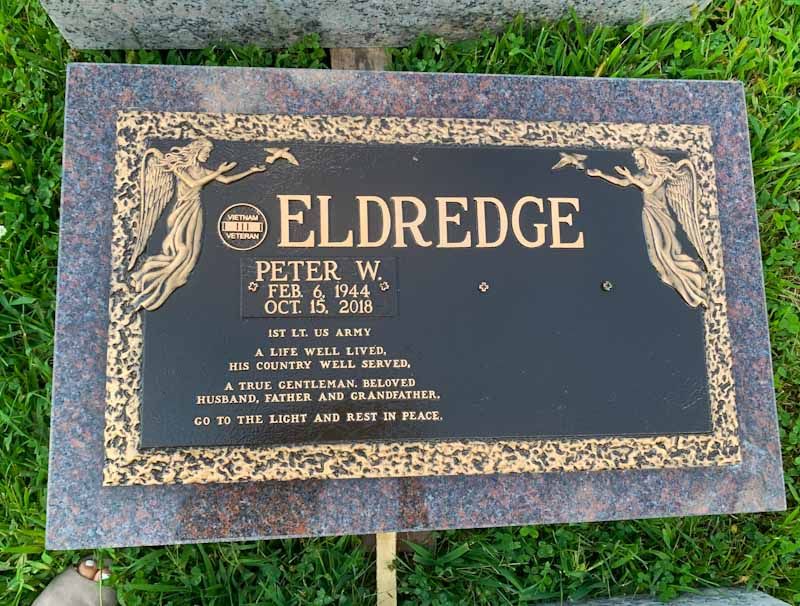 ELDREDGE
VIETNAM
VETERAN
PETER W.
FEB. 6, 1944
OCT. 15, 2018
1ST LT. US ARMY
A LIFE WELL LIVED,
HIS COUNTRY WELL SERVED,
A TRUE GENTLEMAN. BELOVED
HUSBAND, FATHER AND GRANDFATHER.
GO TO THE LIGHT AND REST IN PEACE.